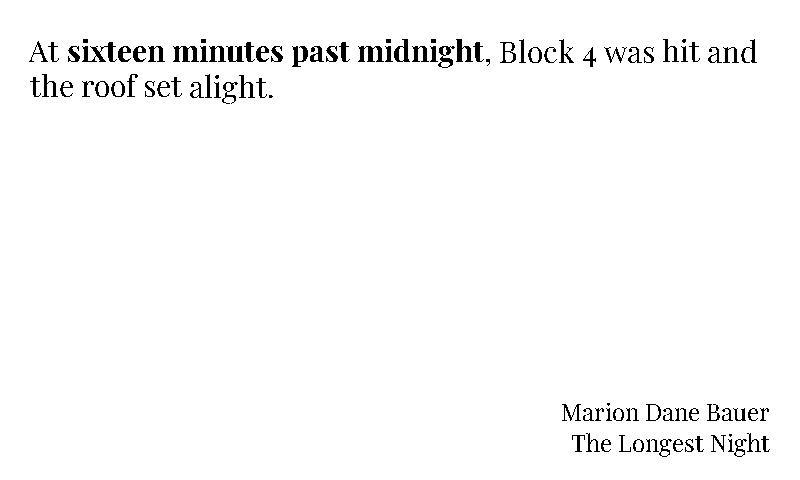 At sixteen minutes past midnight, Block 4 was hit and
the roof set alight.
Marion Dane Bauer
The Longest Night